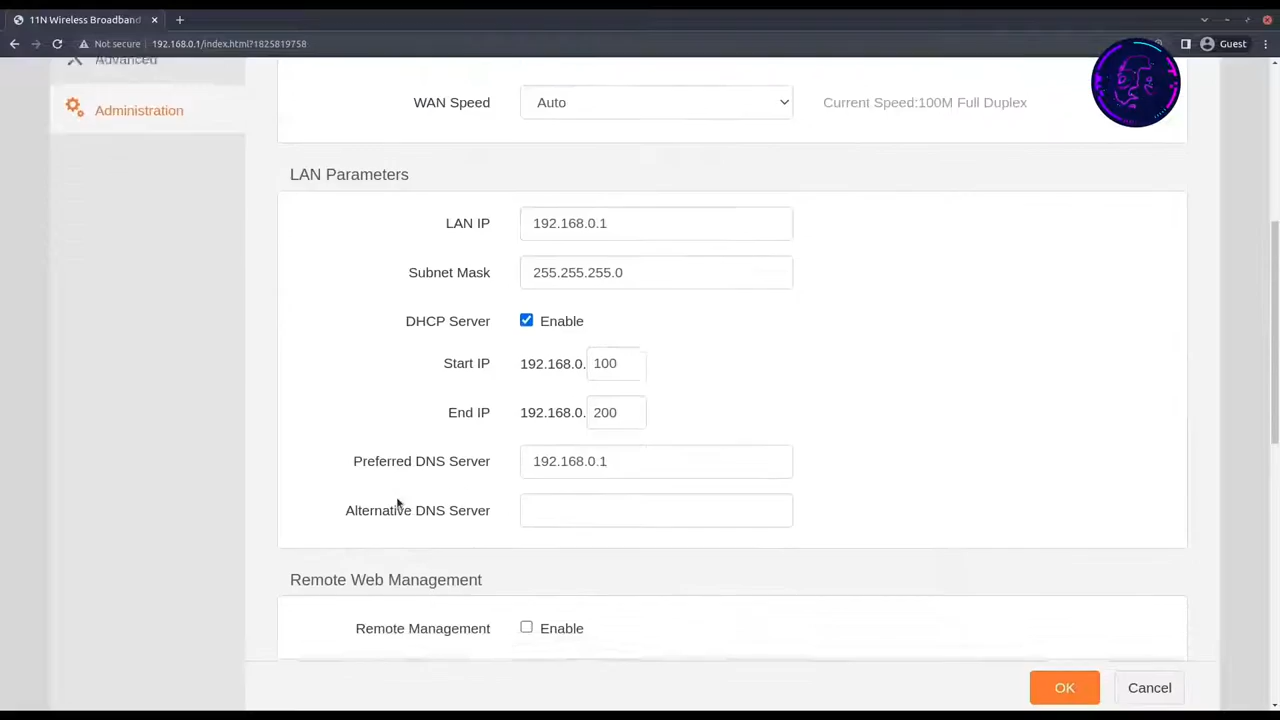 11N Wireless Broadband
Not secure
192.168.0.1/index.html?1825819758
Guest
Advanced
Administration
WAN Speed
Auto
Current Speed:100M Full Duplex
LAN Parameters
LAN IP
192.168.0.1
Subnet Mask
255.255.255.0
DHCP Server
Enable
Start IP
192.168.0.
100
End IP
192.168.0.
200
Preferred DNS Server
192.168.0.1
Alternative DNS Server
Remote Web Management
Remote Management
Enable
OK
Cancel